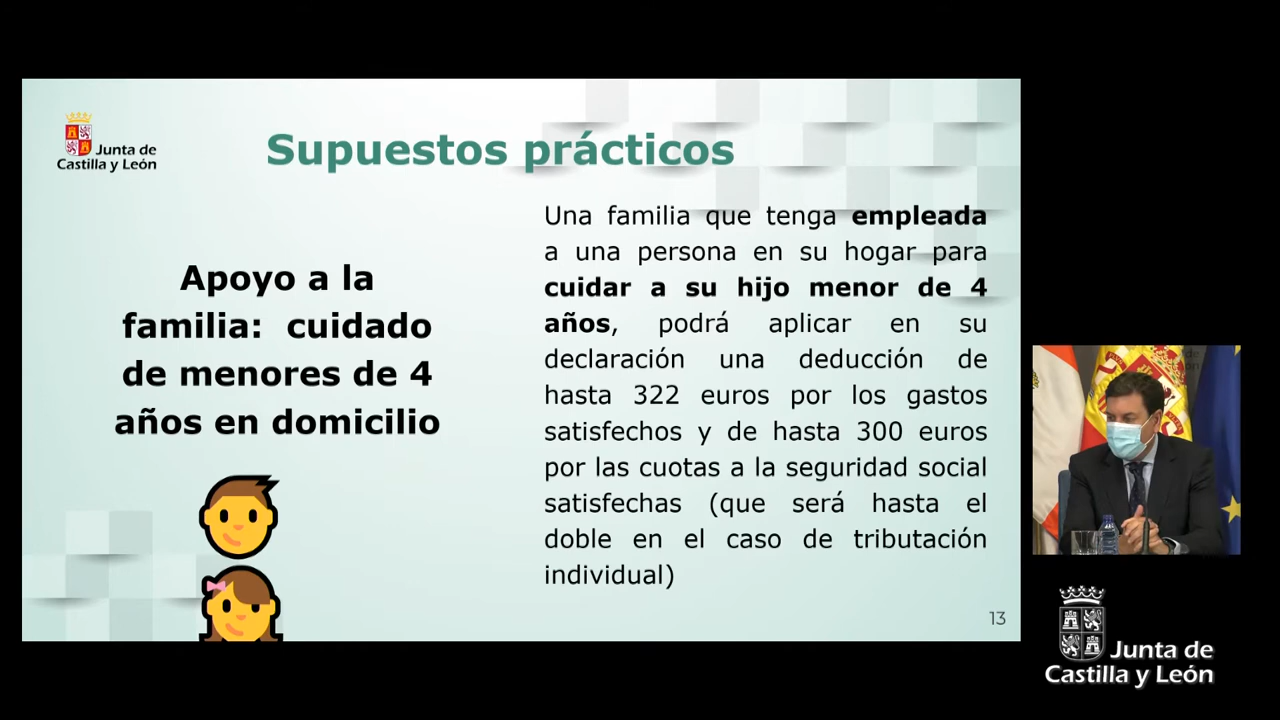 Junta de
Castilla y León
Supuestos prácticos
Apoyo a la
familia: cuidado
de menores de 4
años en domicilio
Una familia que tenga empleada
a una persona en su hogar para
cuidar a su hijo menor de 4
años, podrá aplicar en su
declaración una deducción de
hasta 322 euros por los gastos
satisfechos y de hasta 300 euros
por las cuotas a la seguridad social
satisfechas (que será hasta el
doble en el caso de tributación
individual)
13
Junta de
Castilla y León